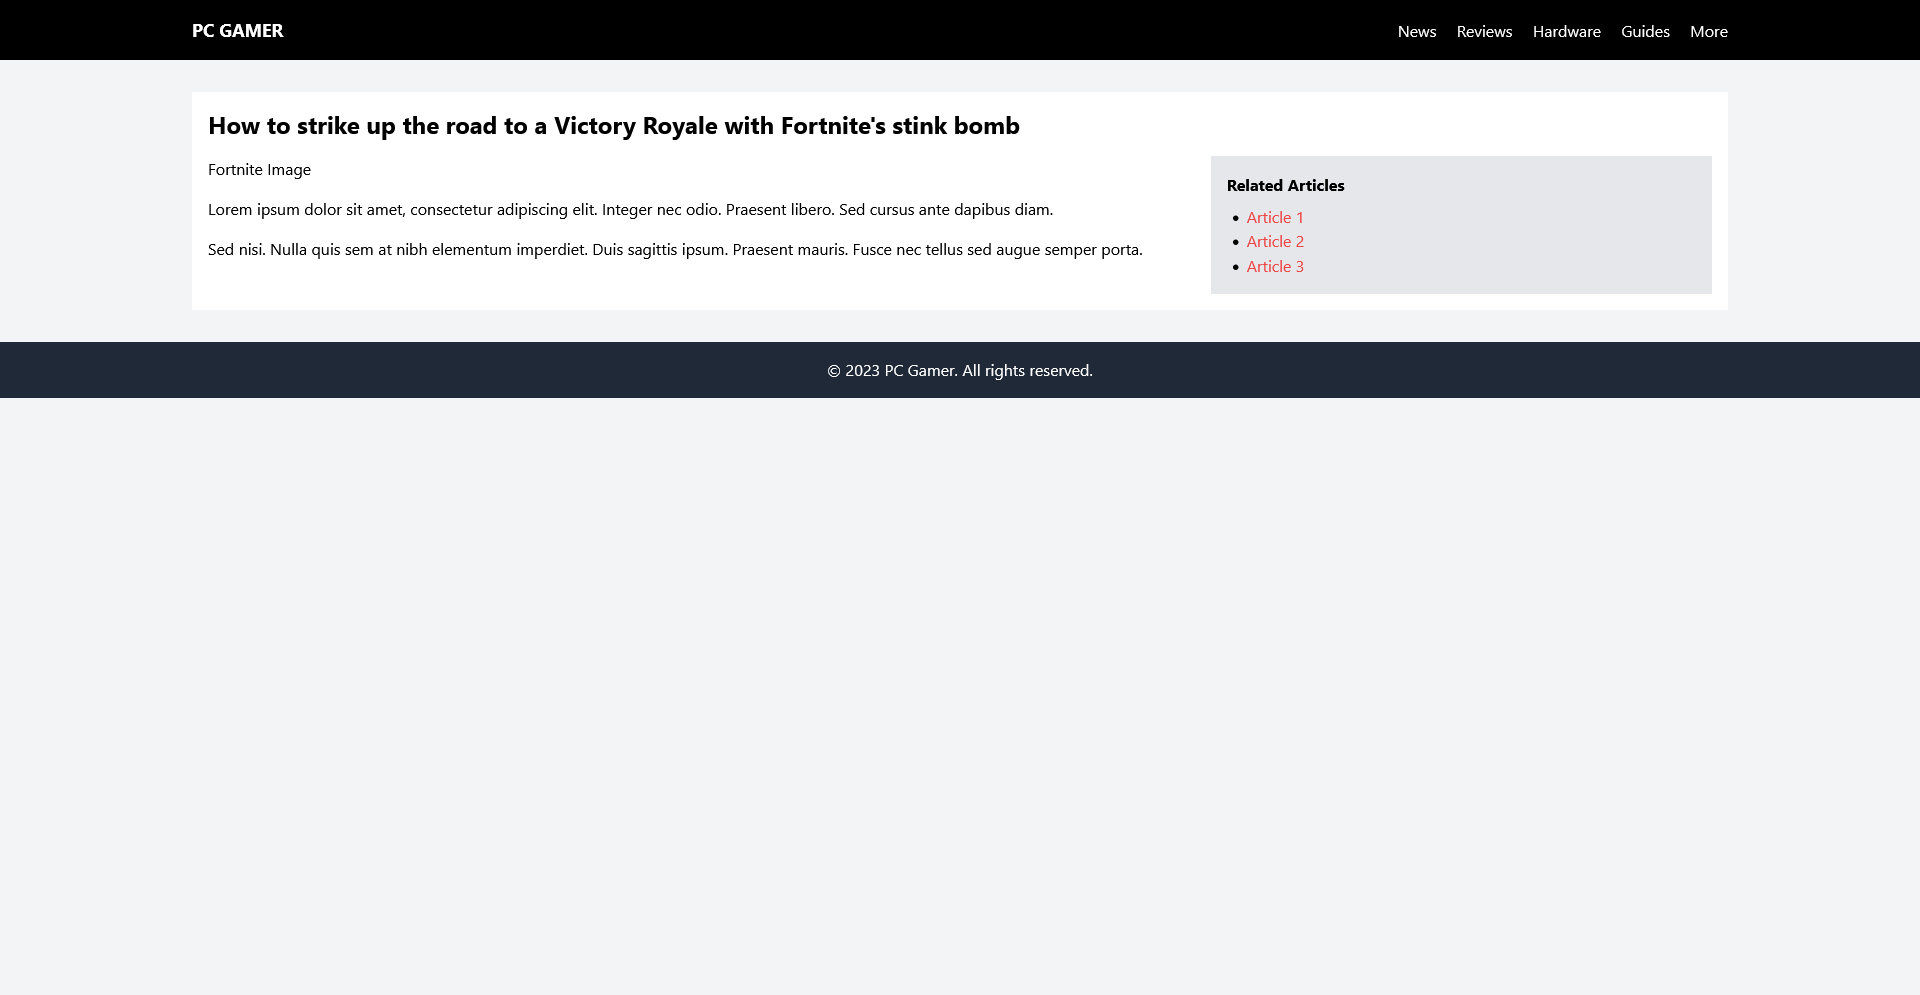 PC GAMER
News Reviews Hardware Guides More
How to strike up the road to a Victory Royale with Fortnite's stink bomb
Fortnite Image
Lorem ipsum dolor sit amet, consectetur adipiscing elit. Integer nec odio. Praesent libero. Sed cursus ante dapibus diam.
Sed nisi. Nulla quis sem at nibh elementum imperdiet. Duis sagittis ipsum. Praesent mauris. Fusce nec tellus sed augue semper porta.
Related Articles
Article 1
Article 2
Article 3
© 2023 PC Gamer. All rights reserved.